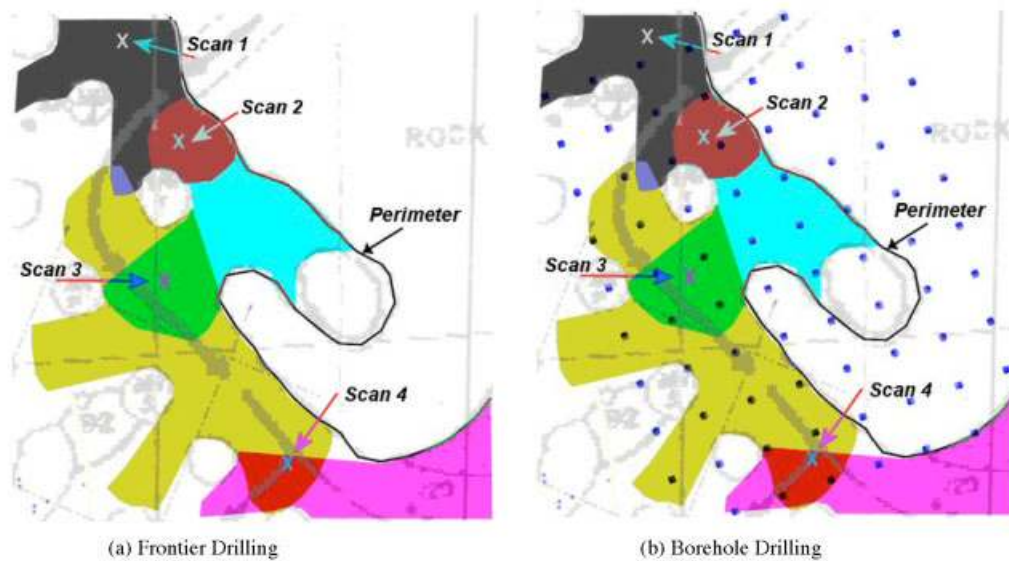 Scan 1
Scan 2
ROCK
Perimeter
Scan 3
Scan 4
(a) Frontier Drilling
Scan 1
Scan 2
ROCK
Perimeter
Scan 3
Scan 4
(b) Borehole Drilling